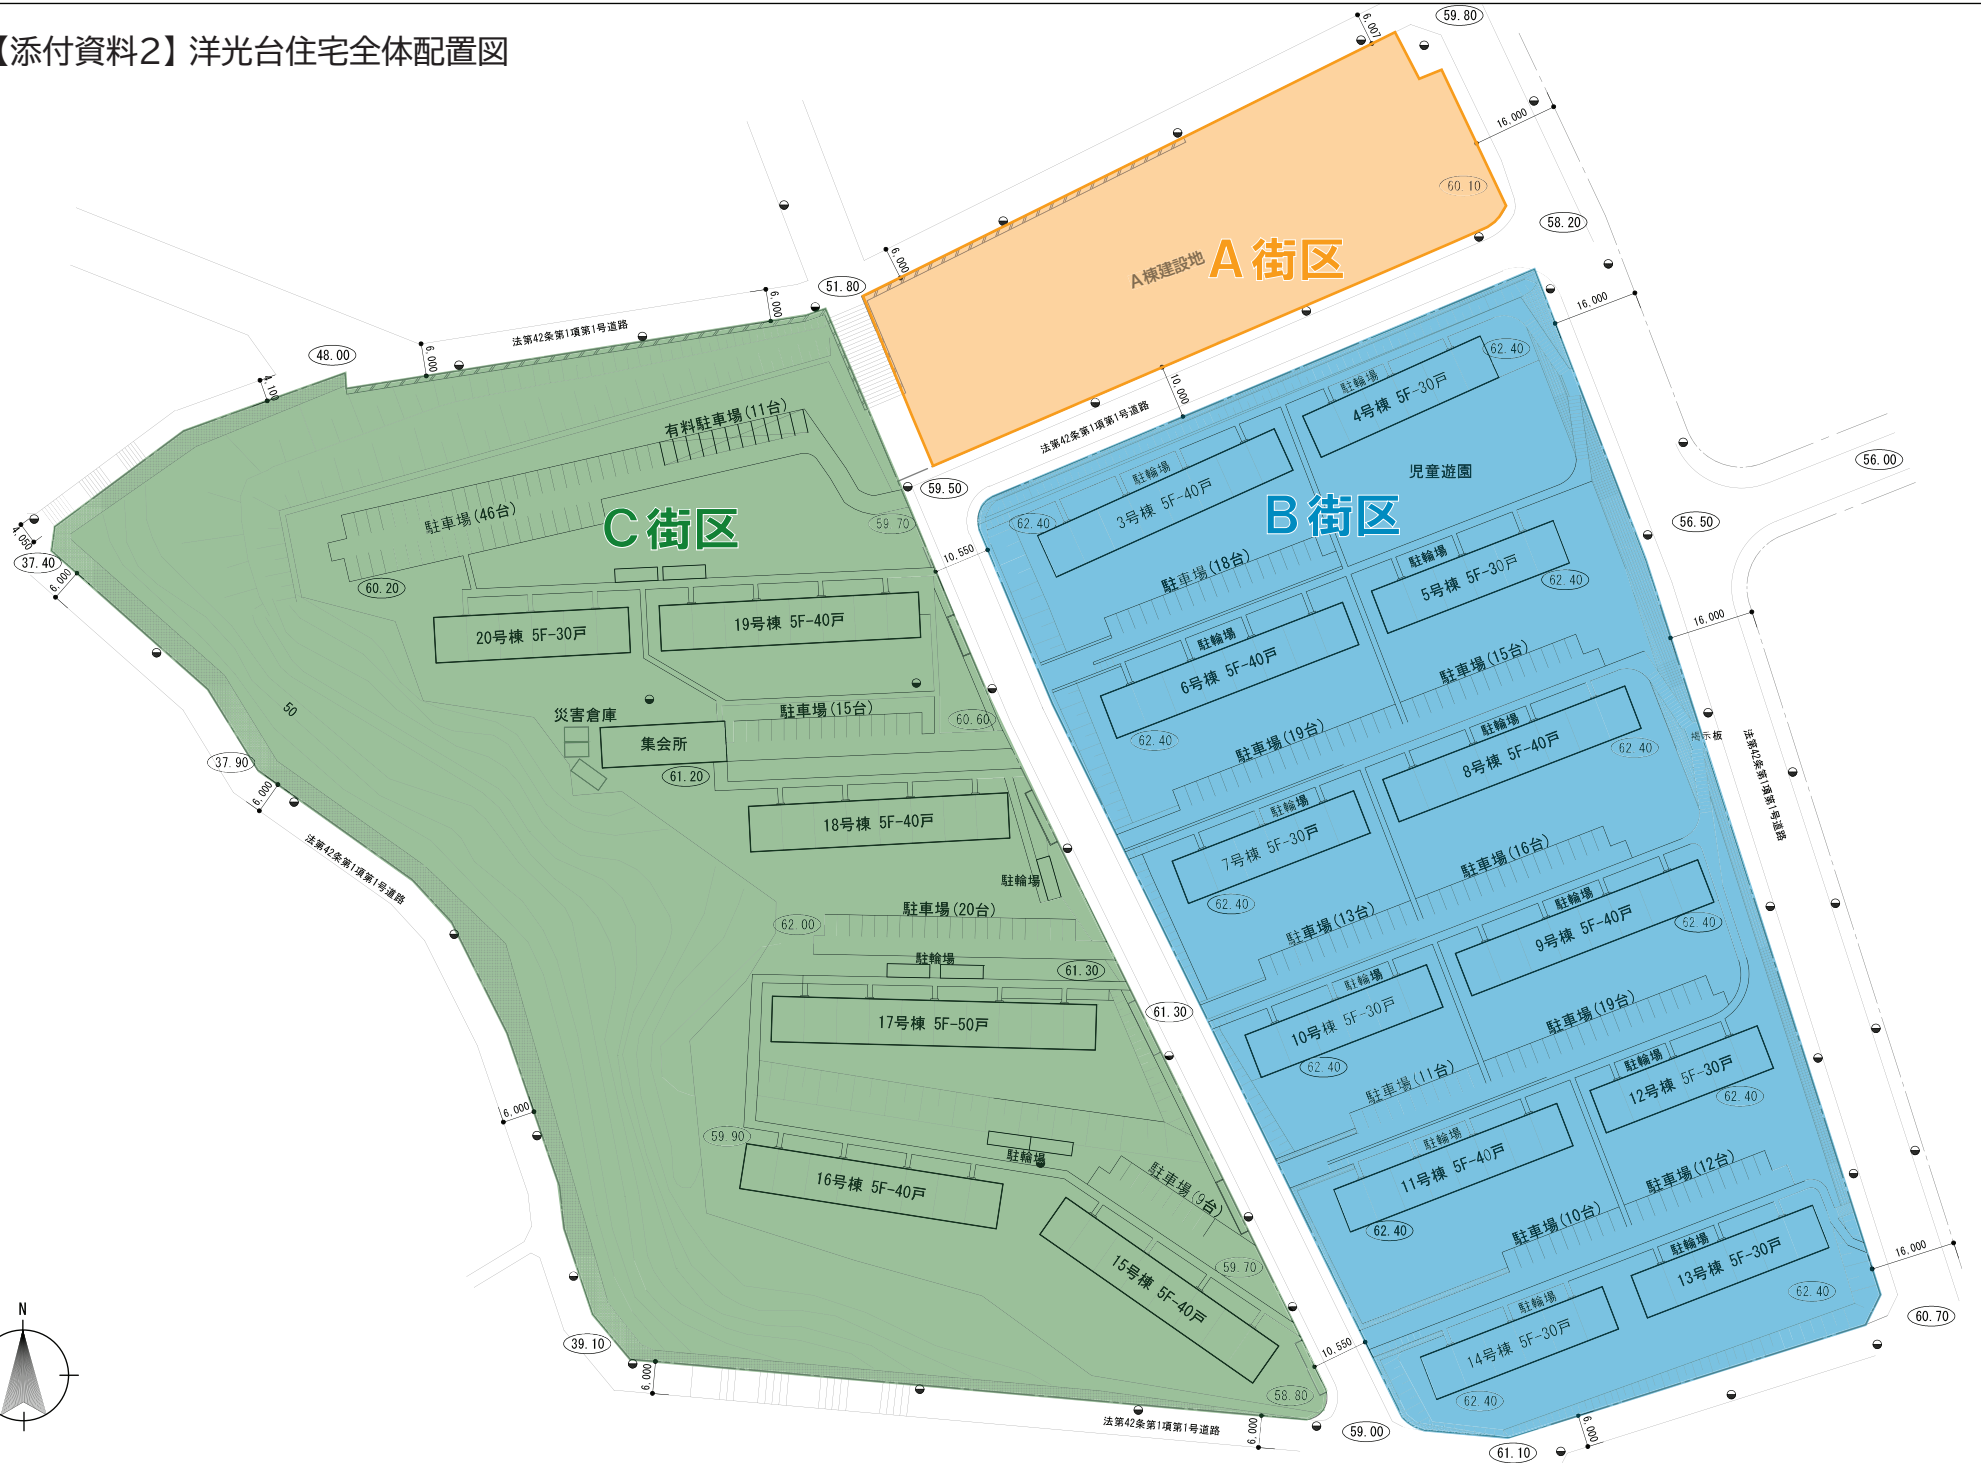 【添付資料2】洋光台住宅全体配置図
6,007
59.80
16,000
60.10
58.20
6,000
A棟建設地
A街区
51.80
6,000
法第42条第1項第1号道路
6,000
48.00
4,100
10,000
法第42条第1項第1号道路
16,000
62.40
駐輪場
4号棟 5F-30戸
児童遊園
56.00
有料駐車場(11台)
駐車場(46台)
C街区
59.70
59.50
10.550
B街区
62.40
駐輪場
3号棟 5F-40戸
駐車場(18台)
56.50
4,050
37.40
6,000
60.20
20号棟 5F-30戸
19号棟 5F-40戸
駐輪場
5号棟 5F-30戸
62.40
16,000
駐輪場
6号棟 5F-40戸
62.40
駐車場(15台)
駐車場(19台)
50
災害倉庫
集会所
61.20
駐車場(15台)
60.60
駐輪場
8号棟 5F-40戸
62.40
掲示板
法第42条第1項第1号道路
37.90
6,000
法第42条第1項第1号道路
18号棟 5F-40戸
駐輪場
駐輪場
7号棟 5F-30戸
62.40
駐車場(16台)
駐車場(13台)
62.00
駐車場(20台)
駐輪場
61.30
駐輪場
9号棟 5F-40戸
62.40
17号棟 5F-50戸
61.30
駐輪場
10号棟 5F-30戸
62.40
駐車場(19台)
駐車場(11台)
6,000
59.90
駐輪場
16号棟 5F-40戸
駐車場(9台)
駐輪場
12号棟 5F-30戸
62.40
駐輪場
11号棟 5F-40戸
62.40
駐車場(12台)
駐車場(10台)
15号棟 5F-40戸
59.70
16,000
駐輪場
13号棟 5F-30戸
62.40
60.70
N
39.10
6,000
10.550
駐輪場
14号棟 5F-30戸
62.40
58.80
法第42条第1項第1号道路
6,000
59.00
61.10
6,000